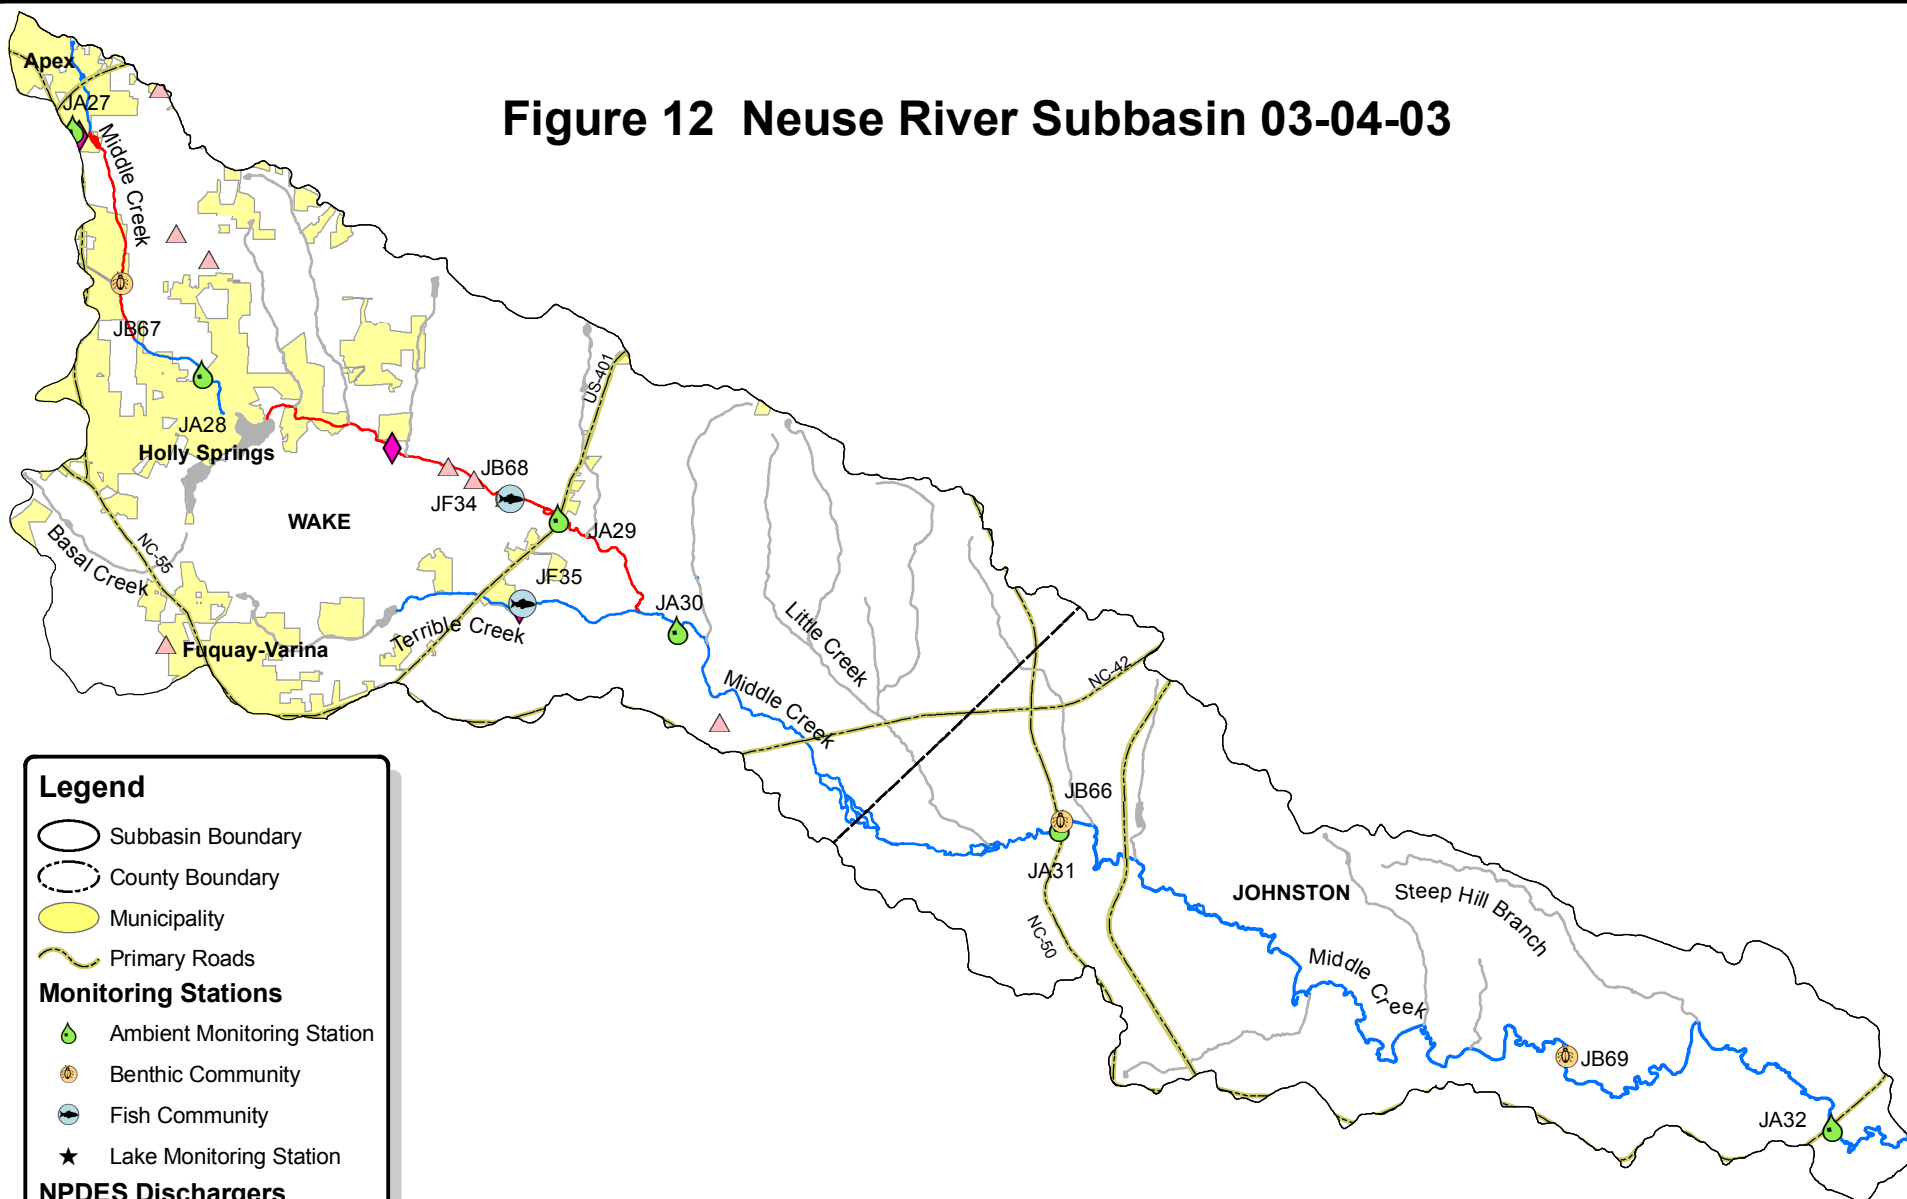 Figure 12 Neuse River Subbasin 03-04-03
Apex
JA27
Middle Creek
JB67
JA28
Holly Springs
US-401
JB68
JF34
WAKE
JA29
Basal Creek
NC-55
JF35
JA30
Terrible Creek
Fuquay-Varina
Little Creek
Middle Creek
NC-42
JB66
JA31
NC-50
JOHNSTON
Steep Hill Branch
Middle Creek
JB69
JA32
Legend
Subbasin Boundary
County Boundary
Municipality
Primary Roads
Monitoring Stations
Ambient Monitoring Station
Benthic Community
Fish Community
Lake Monitoring Station
NPDES Dischargers